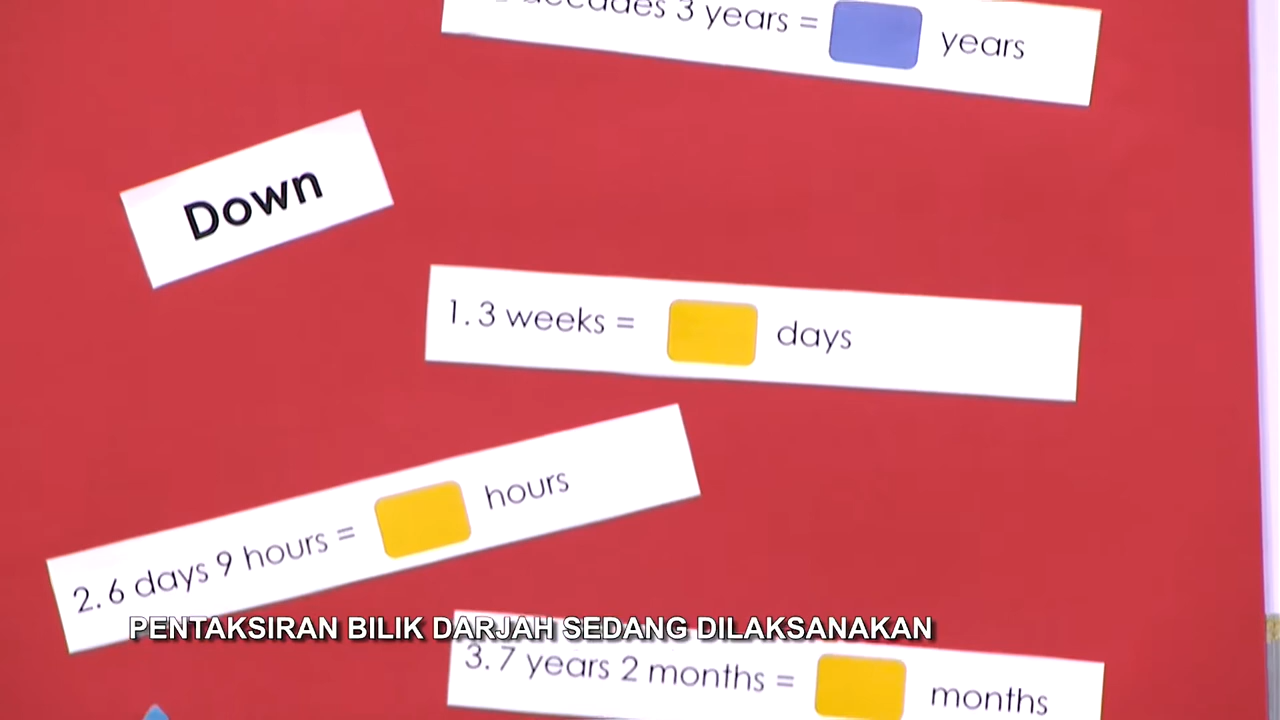 decades 3 years = years
Down
1. 3 weeks = days
2. 6 days 9 hours = hours
PENTAKSIRAN BILIK DARJAH SEDANG DILAKSANAKAN
3. 7 years 2 months = months